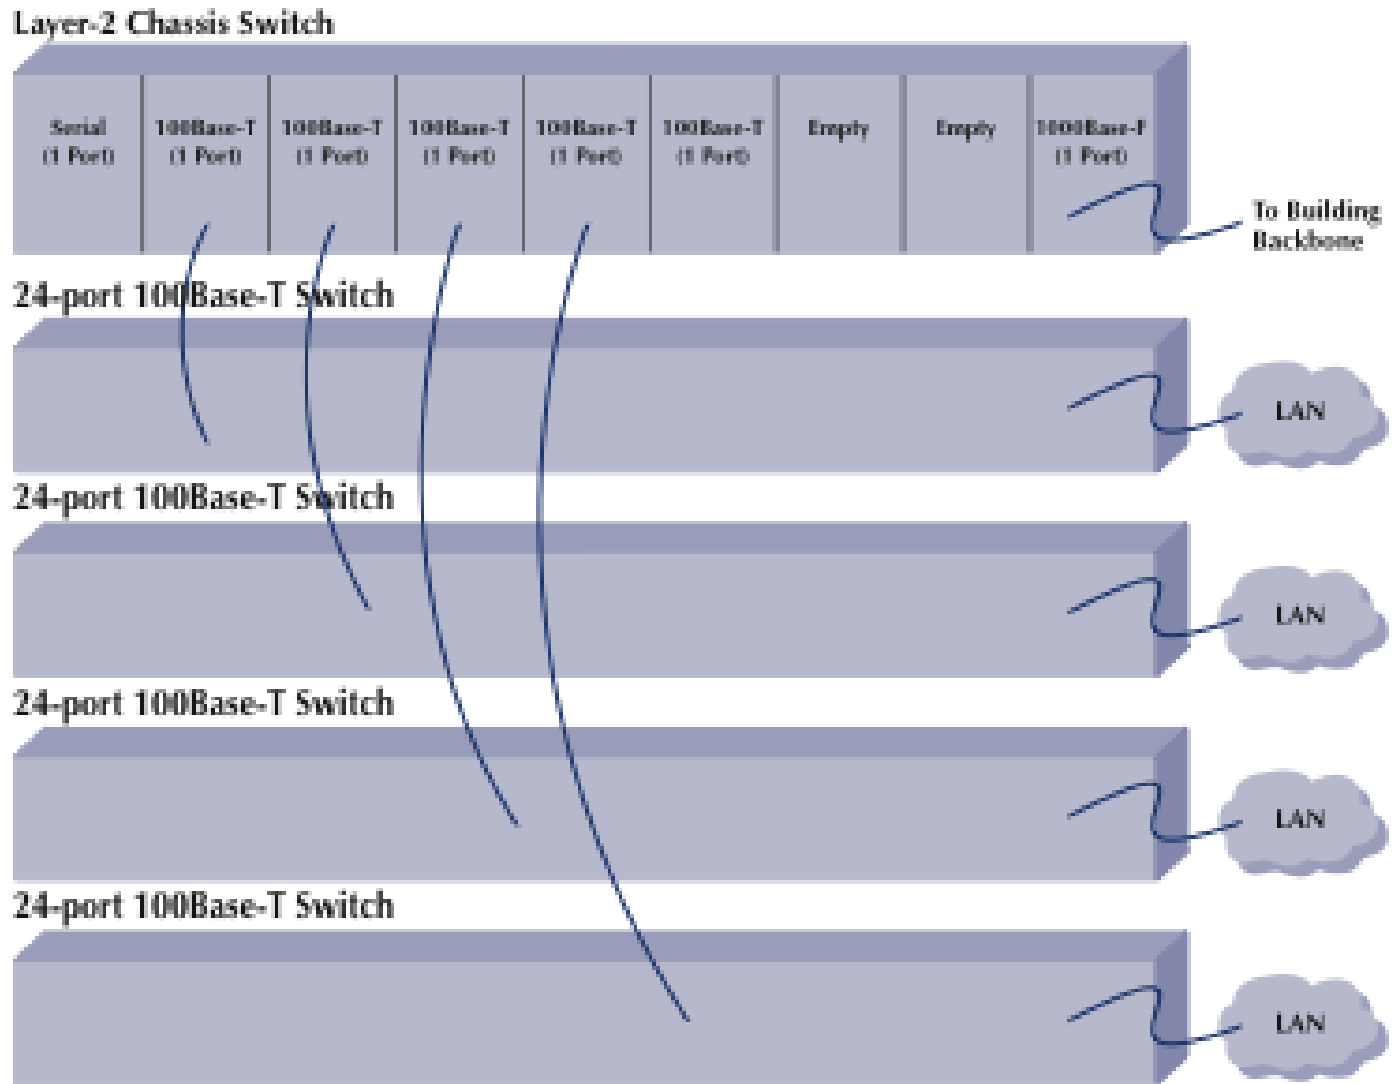 Layer-2 Chassis Switch
Serial
(1 Port)
100Base-T
(1 Port)
100Base-T
(1 Port)
100Base-T
(1 Port)
100Base-T
(1 Port)
100Base-T
(1 Port)
Empty
Empty
1000Base-F
(1 Port)
To Building
Backbone
24-port 100Base-T Switch
LAN
24-port 100Base-T Switch
LAN
24-port 100Base-T Switch
LAN
24-port 100Base-T Switch
LAN